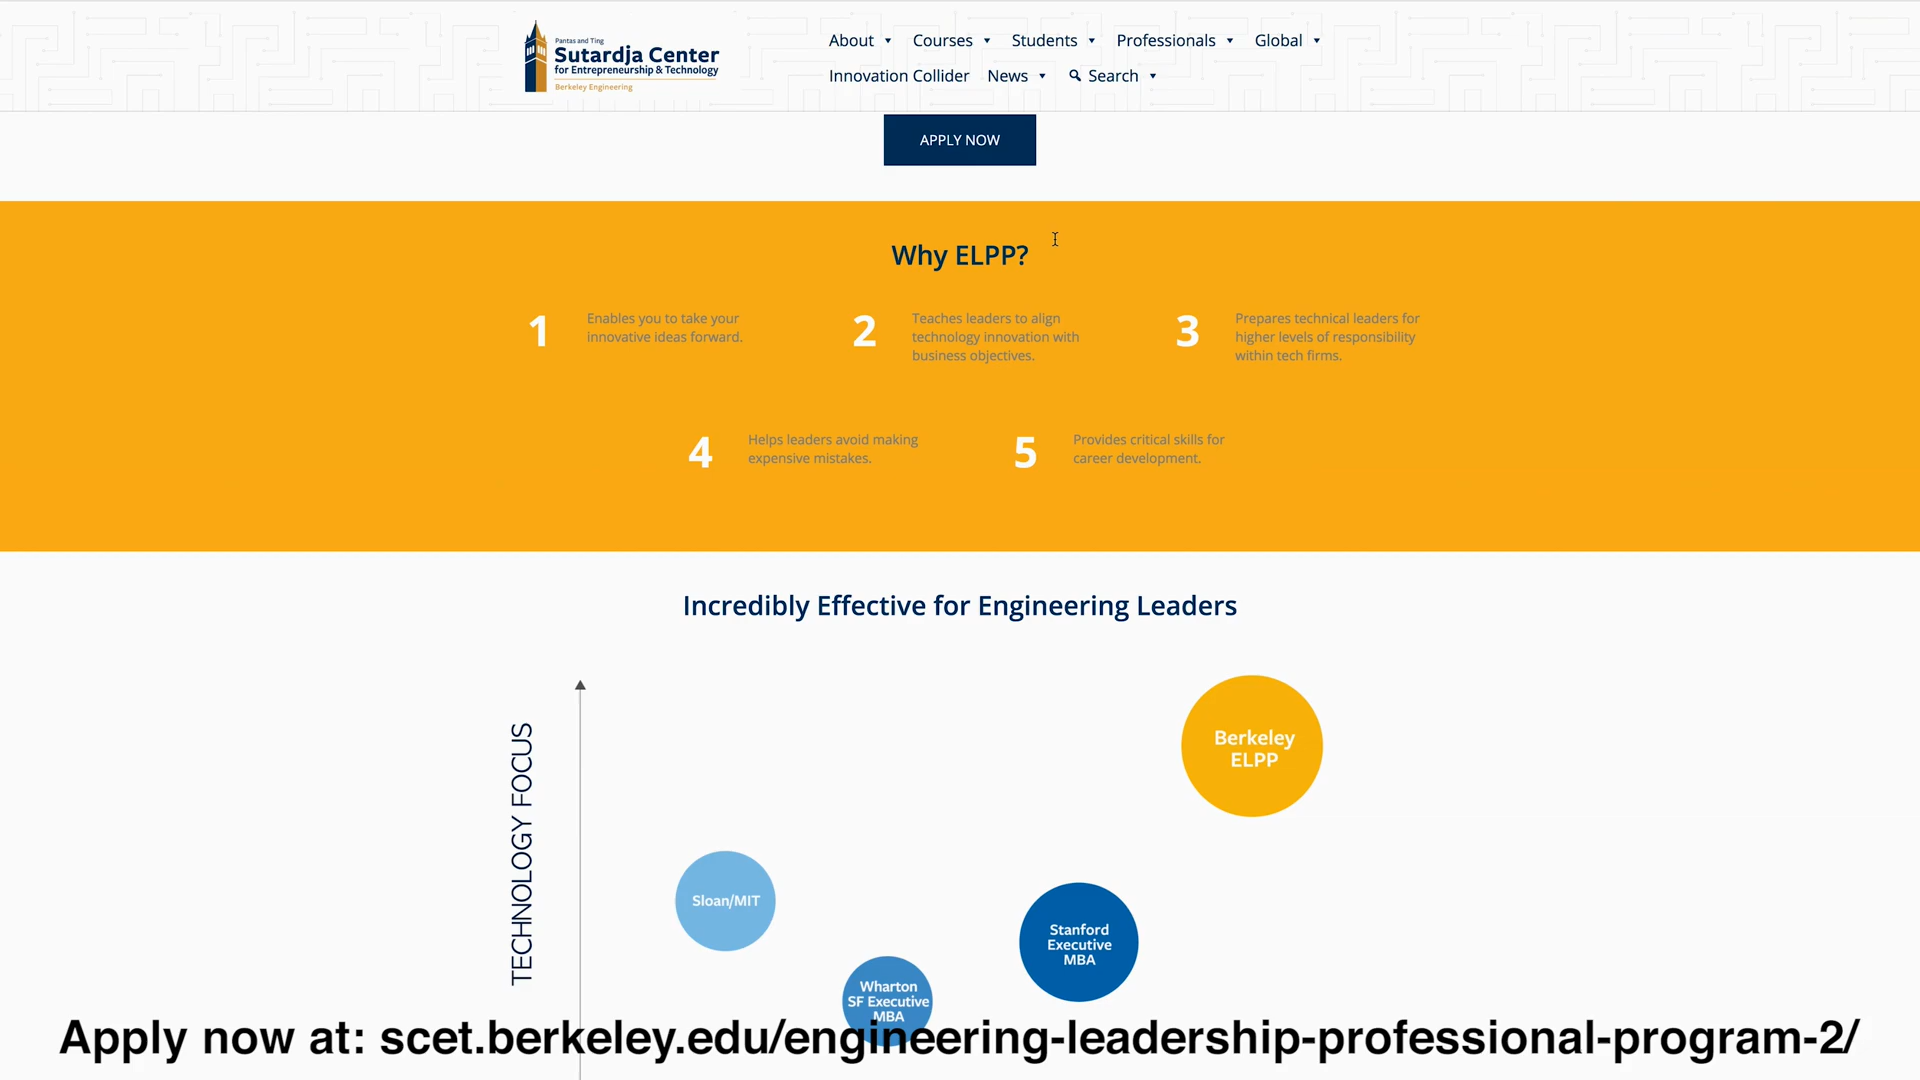 Pantas and Ting
Sutardja Center
for Entrepreneurship & Technology
Berkeley Engineering
About Courses Students Professionals Global
Innovation Collider News Search
APPLY NOW
Why ELPP?
1
Enables you to take your
innovative ideas forward.
2
Teaches leaders to align
technology innovation with
business objectives.
3
Prepares technical leaders for
higher levels of responsibility
within tech firms.
4
Helps leaders avoid making
expensive mistakes.
5
Provides critical skills for
career development.
Incredibly Effective for Engineering Leaders
TECHNOLOGY FOCUS
Berkeley
ELPP
Sloan/MIT
Stanford
Executive
MBA
Wharton
SF Executive
MBA
Apply now at: scet.berkeley.edu/engineering-leadership-professional-program-2/